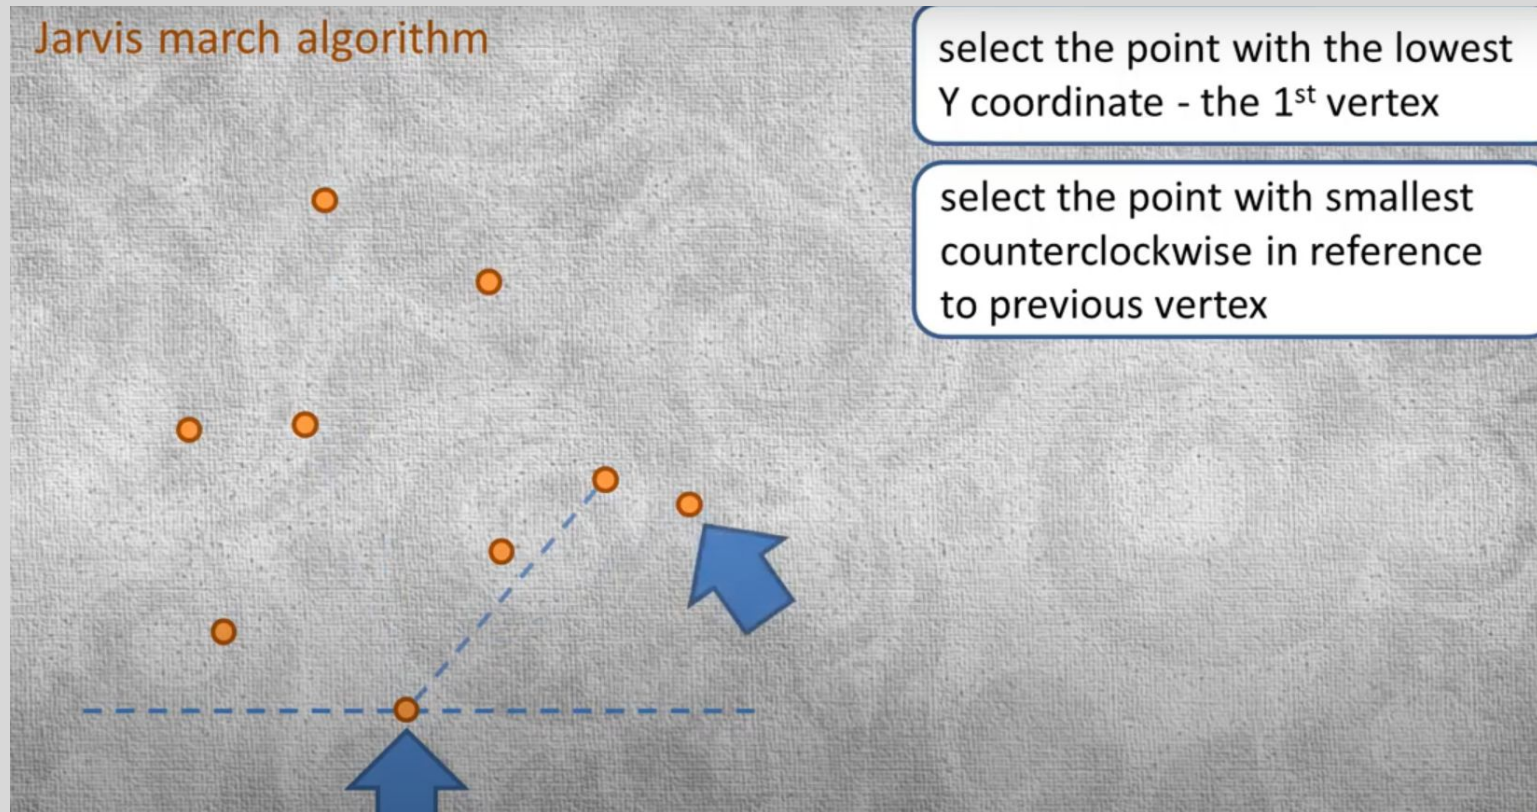 Jarvis march algorithm
select the point with the lowest
Y coordinate - the 1st vertex
select the point with smallest
counterclockwise in reference
to previous vertex